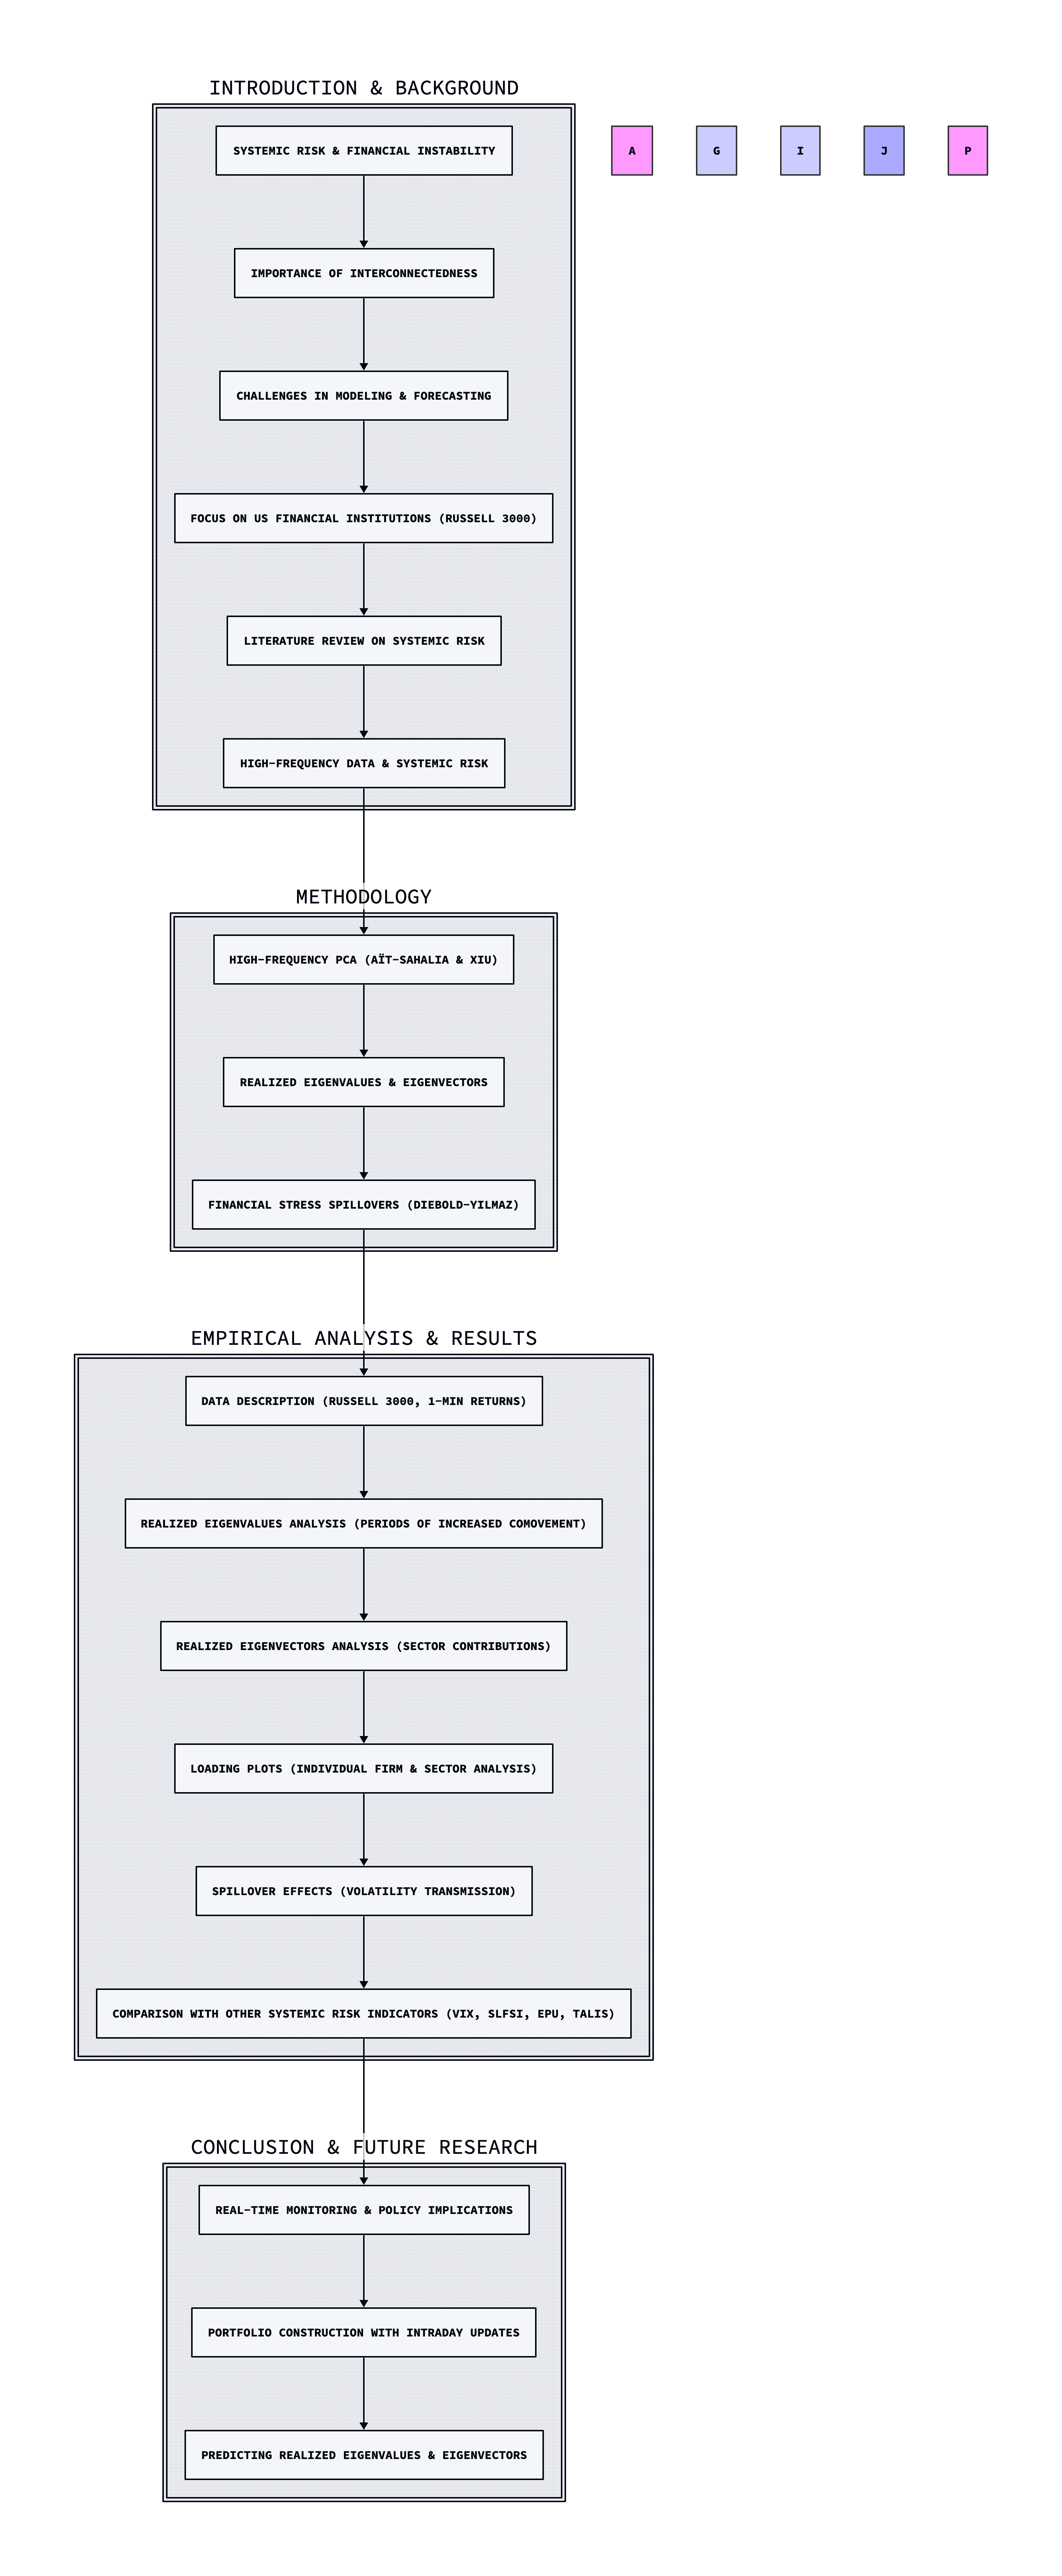 INTRODUCTION & BACKGROUND
SYSTEMIC RISK & FINANCIAL INSTABILITY
A
G
I
J
P
IMPORTANCE OF INTERCONNECTEDNESS
CHALLENGES IN MODELING & FORECASTING
FOCUS ON US FINANCIAL INSTITUTIONS (RUSSELL 3000)
LITERATURE REVIEW ON SYSTEMIC RISK
HIGH-FREQUENCY DATA & SYSTEMIC RISK
METHODOLOGY
HIGH-FREQUENCY PCA (AÏT-SAHALIA & XIU)
REALIZED EIGENVALUES & EIGENVECTORS
FINANCIAL STRESS SPILLOVERS (DIEBOLD-YILMAZ)
EMPIRICAL ANALYSIS & RESULTS
DATA DESCRIPTION (RUSSELL 3000, 1-MIN RETURNS)
REALIZED EIGENVALUES ANALYSIS (PERIODS OF INCREASED COMOVEMENT)
REALIZED EIGENVECTORS ANALYSIS (SECTOR CONTRIBUTIONS)
LOADING PLOTS (INDIVIDUAL FIRM & SECTOR ANALYSIS)
SPILLOVER EFFECTS (VOLATILITY TRANSMISSION)
COMPARISON WITH OTHER SYSTEMIC RISK INDICATORS (VIX, SLFSI, EPU, TALIS)
CONCLUSION & FUTURE RESEARCH
REAL-TIME MONITORING & POLICY IMPLICATIONS
PORTFOLIO CONSTRUCTION WITH INTRADAY UPDATES
PREDICTING REALIZED EIGENVALUES & EIGENVECTORS